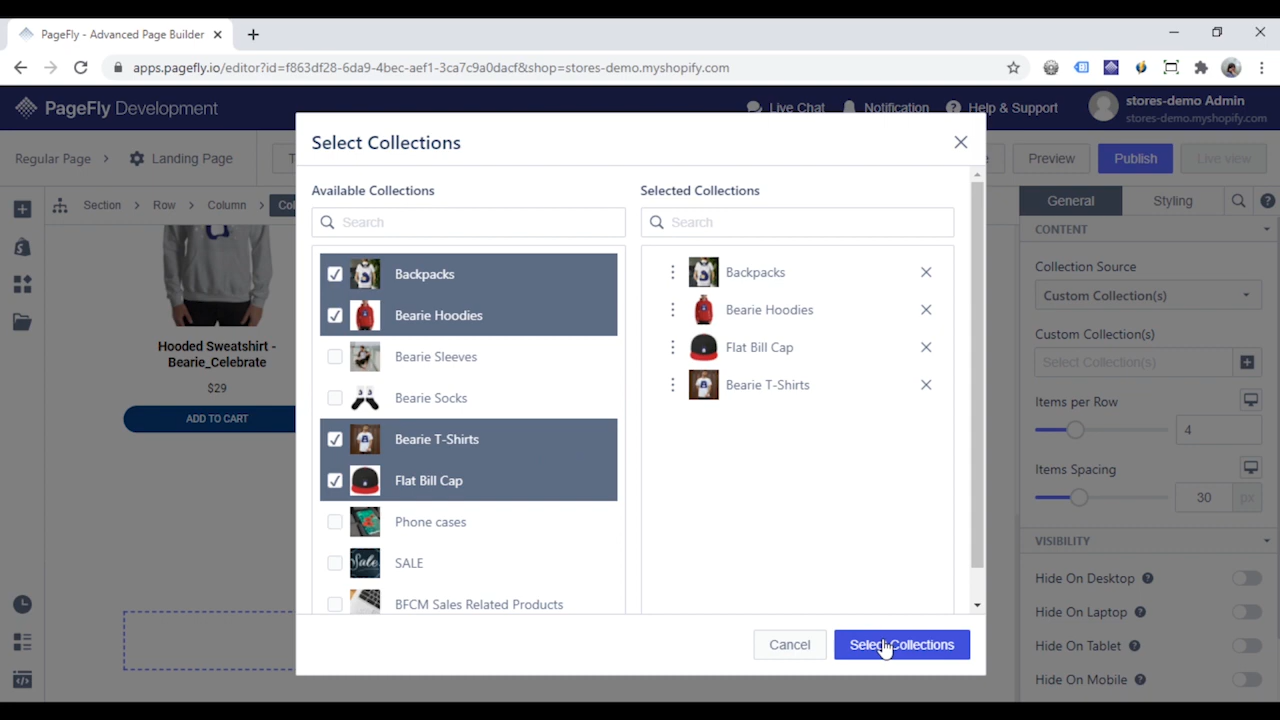 PageFly - Advanced Page Builder
apps.pagefly.io/editor?id=f863df28-6da9-4bec-aef1-3ca7c9a0dacf&shop=stores-demo.myshopify.com
PageFly Development
Live Chat
Notification
Help & Support
stores-demo Admin
stores-demo.myshopify.com
Regular Page
Landing Page
Preview
Publish
Live view
Section
Row
Column
Col
Hooded Sweatshirt -
Bearie_Celebrate
$29
ADD TO CART
Select Collections
Available Collections
Search
Backpacks
Bearie Hoodies
Bearie Sleeves
Bearie Socks
Bearie T-Shirts
Flat Bill Cap
Phone cases
SALE
BFCM Sales Related Products
Selected Collections
Search
Backpacks
Bearie Hoodies
Flat Bill Cap
Bearie T-Shirts
Cancel
Select Collections
General
Styling
CONTENT
Collection Source
Custom Collection(s)
Custom Collection(s)
Select Collection(s)
Items per Row
4
Items Spacing
30
px
VISIBILITY
Hide On Desktop
Hide On Laptop
Hide On Tablet
Hide On Mobile